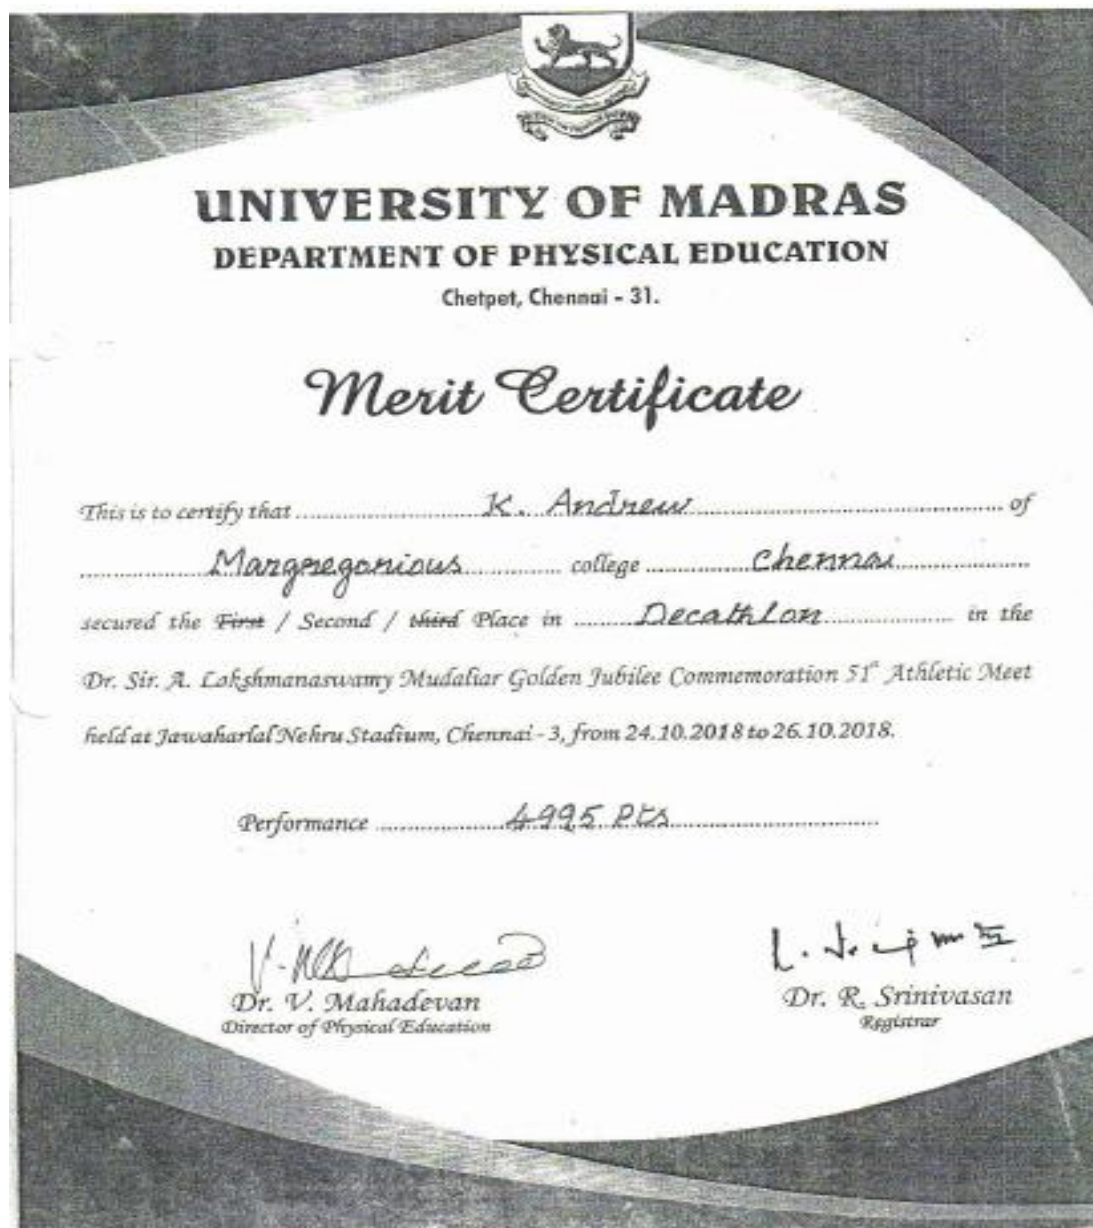 UNIVERSITY OF MADRAS
DEPARTMENT OF PHYSICAL EDUCATION
Chetpet, Chennai - 31.
Merit Certificate
This is to certify that K. Andrew of
Margregonious college Chennai
secured the First / Second / third Place in Decathlon in the
Dr. Sir. A. Lakshmanaswamy Mudaliar Golden Jubilee Commemoration 51st Athletic Meet
held at Jawaharlal Nehru Stadium, Chennai - 3, from 24.10.2018 to 26.10.2018.
Performance 4995 Pts
Dr. V. Mahadevan
Director of Physical Education
Dr. R. Srinivasan
Registrar